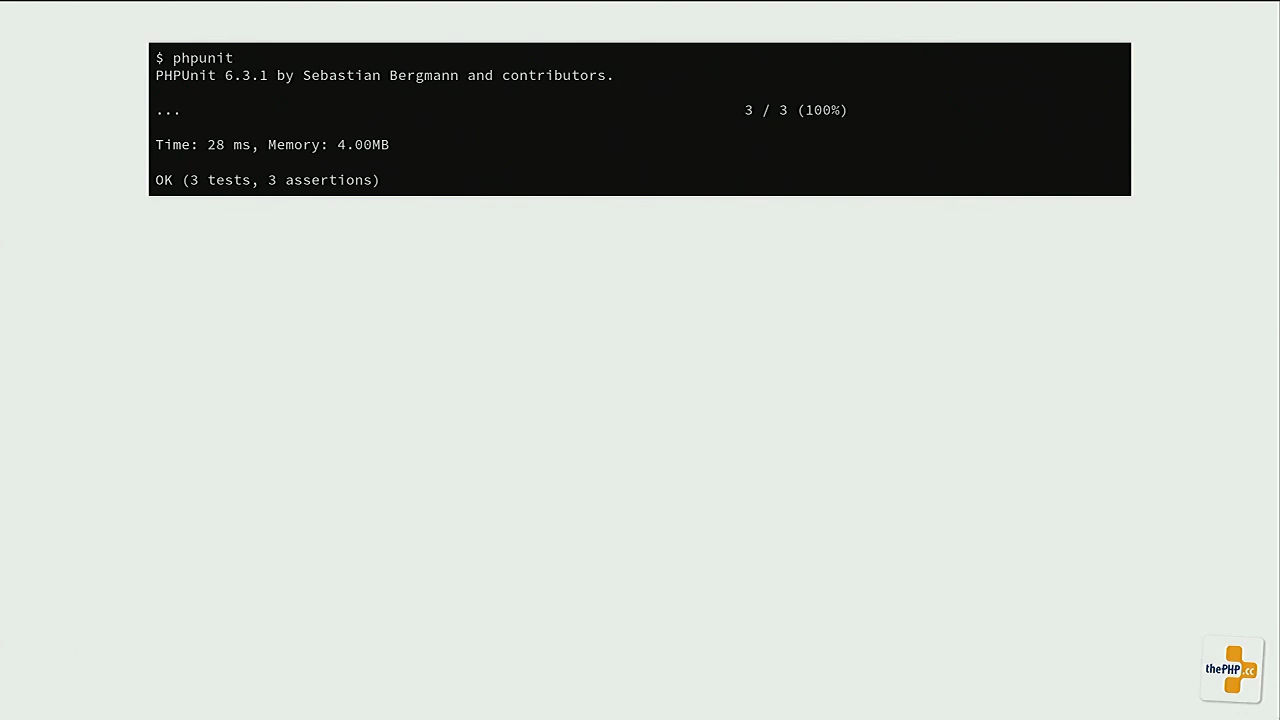 $ phpunit
PHPUnit 6.3.1 by Sebastian Bergmann and contributors.
... 3 / 3 (100%)
Time: 28 ms, Memory: 4.00MB
OK (3 tests, 3 assertions)
thePHP.cc